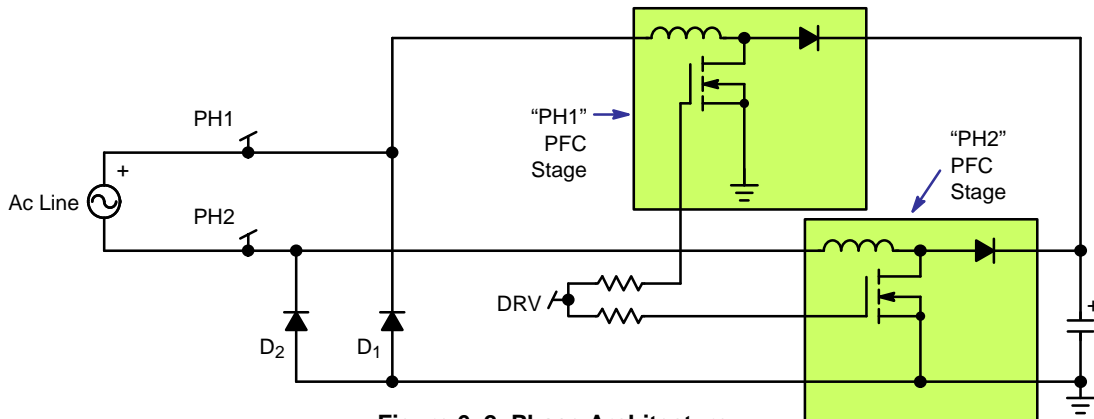 “PH1”
PFC
Stage
“PH2”
PFC
Stage
PH1
+
Ac Line
PH2
DRV
+
D2
D1